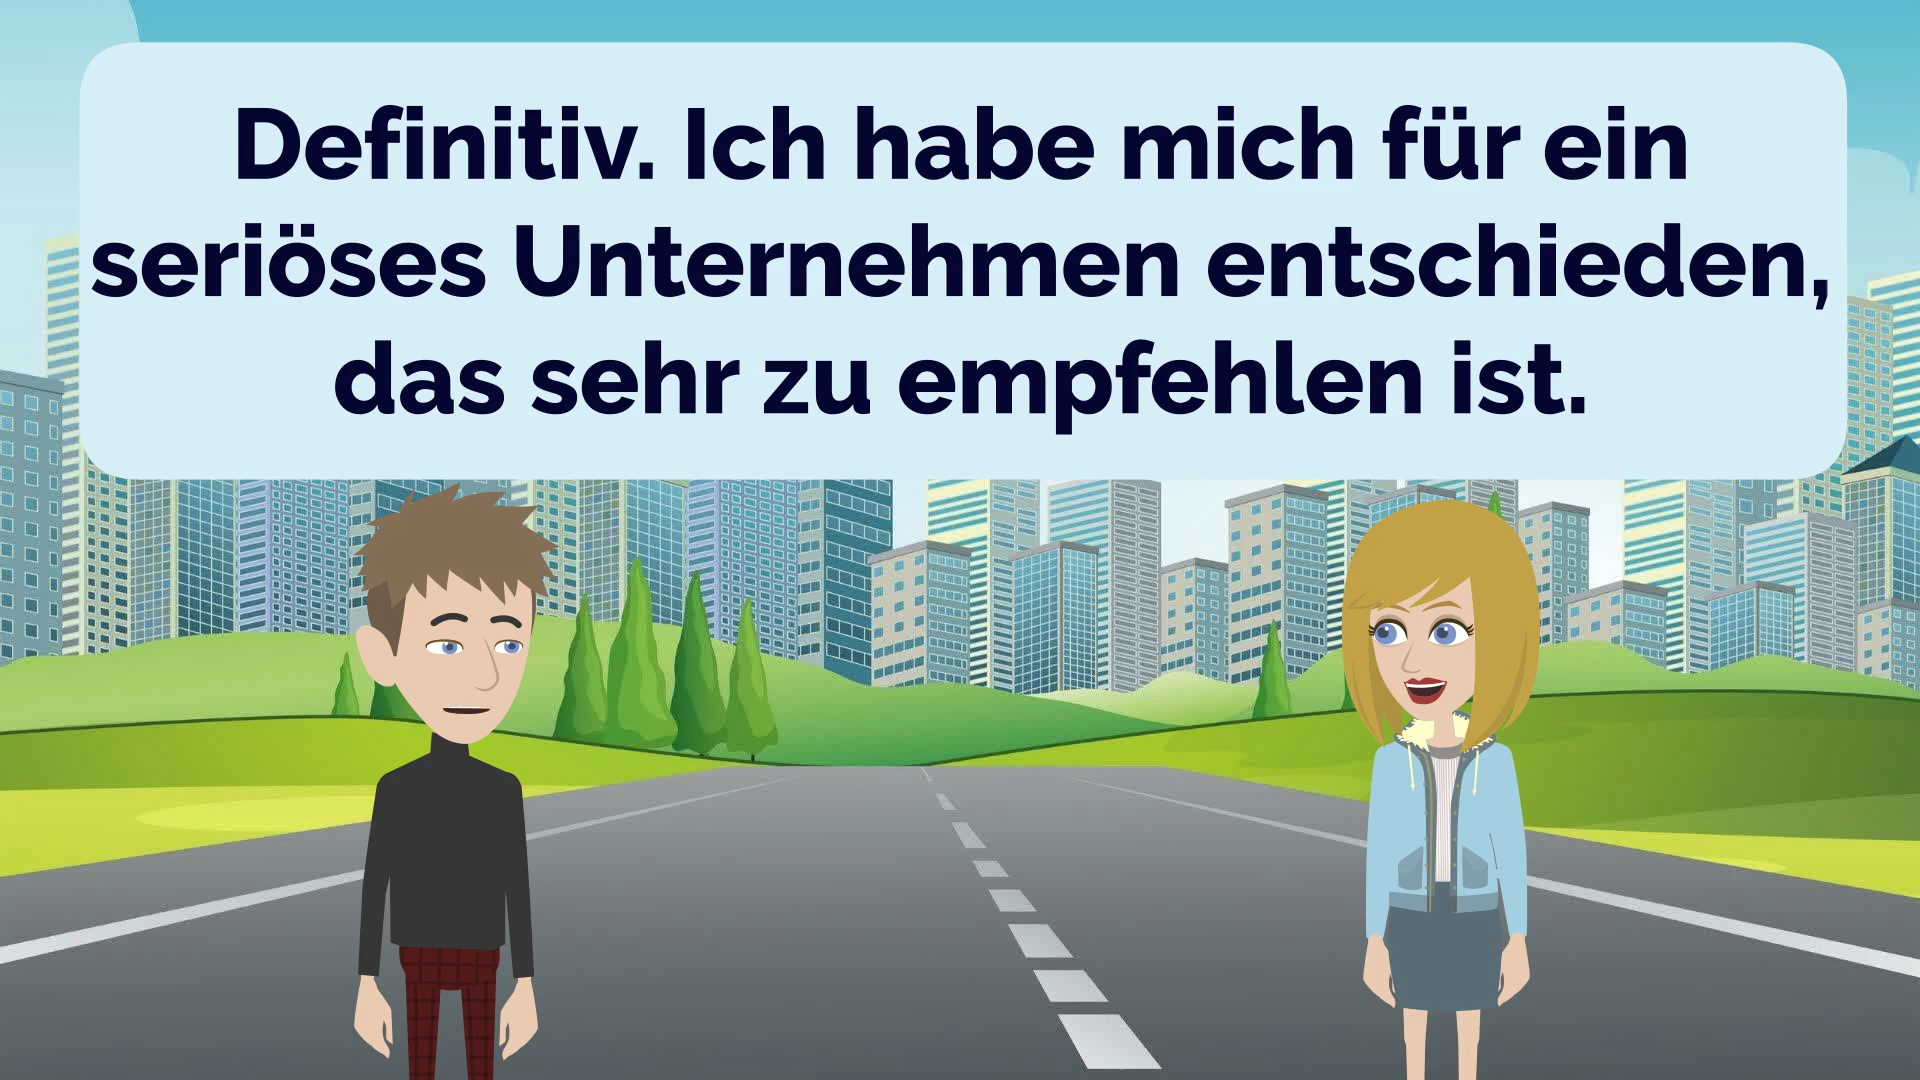 Definitiv. Ich habe mich für ein
seriöses Unternehmen entschieden,
das sehr zu empfehlen ist.